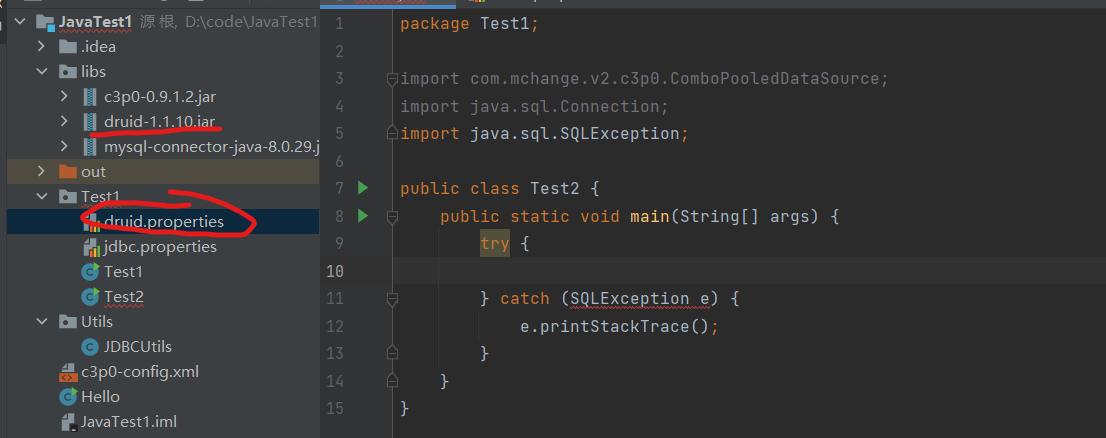 JavaTest1 源根, D:\code\JavaTest1
.idea
libs
c3p0-0.9.1.2.jar
druid-1.1.10.jar
mysql-connector-java-8.0.29.j
out
Test1
druid.properties
jdbc.properties
Test1
Test2
Utils
JDBCUtils
c3p0-config.xml
Hello
JavaTest1.iml
1 package Test1;
2
3 import com.mchange.v2.c3p0.ComboPooledDataSource;
4 import java.sql.Connection;
5 import java.sql.SQLException;
6
7 public class Test2 {
8 public static void main(String[] args) {
9 try {
10
11 } catch (SQLException e) {
12 e.printStackTrace();
13 }
14 }
15 }